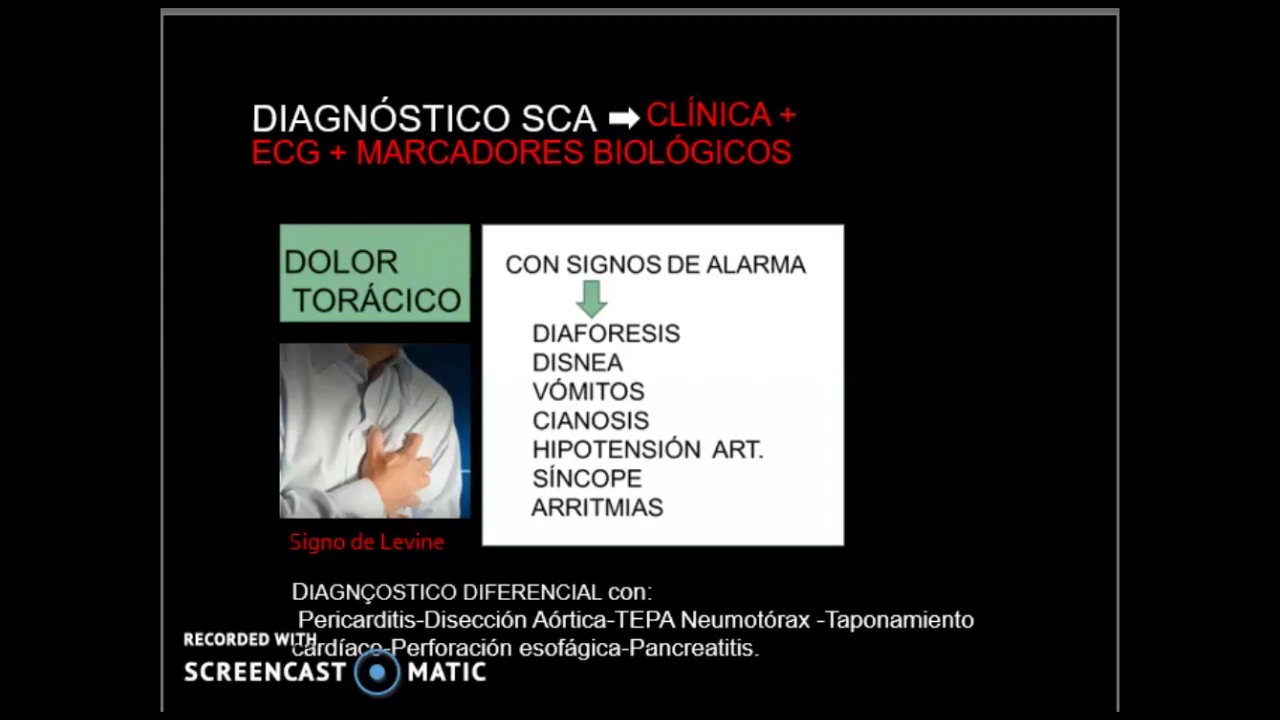 DIAGNÓSTICO SCA ➡ CLÍNICA +
ECG + MARCADORES BIOLÓGICOS
DOLOR
TORÁCICO
CON SIGNOS DE ALARMA
DIAFORESIS
DISNEA
VÓMITOS
CIANOSIS
HIPOTENSIÓN ART.
SÍNCOPE
ARRITMIAS
Signo de Levine
DIAGNÇOSTICO DIFERENCIAL con:
Pericarditis-Disección Aórtica-TEPA Neumotórax -Taponamiento
cardíaco-Perforación esofágica-Pancreatitis.
RECORDED WITH
SCREENCAST MATIC